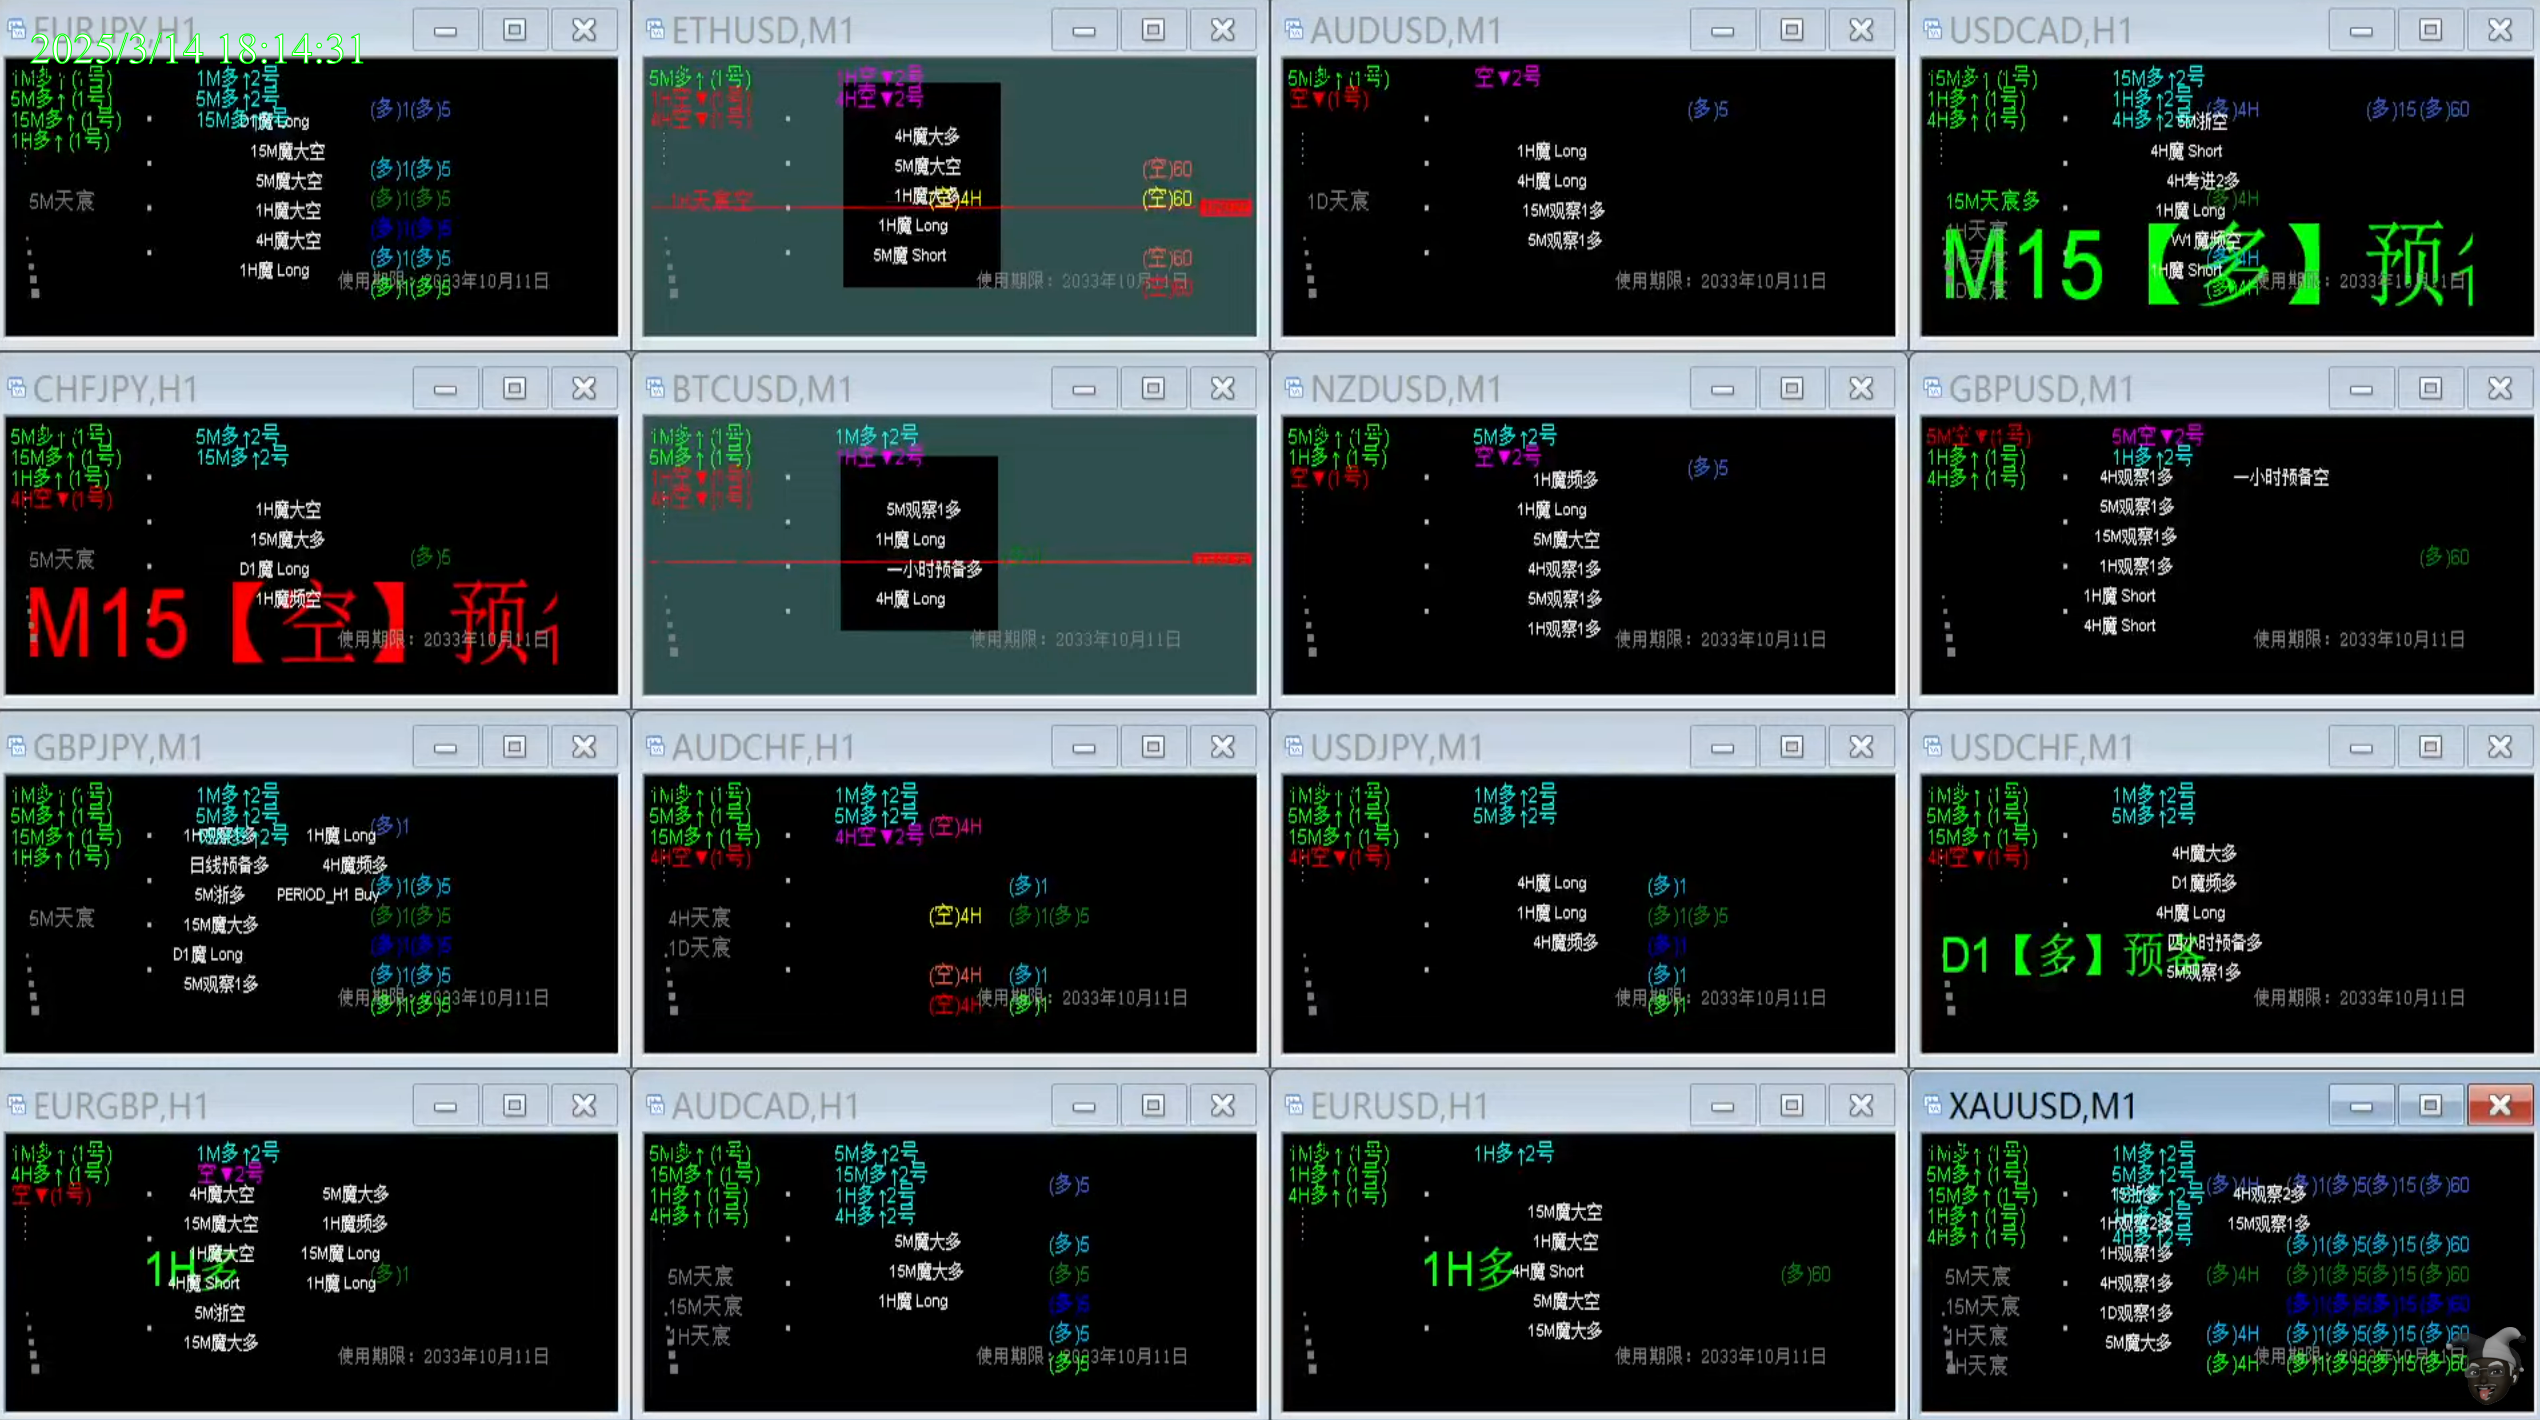 EURJPY,H1
2025/3/14 18:14:31
1M多↑(1号) 1M多↑2号
5M多↑(1号) 5M多↑2号 (多)1(多)5
15M多↑(1号) 15M多↑2号 D1魔 Long
1H多↑(1号)
15M魔大空
5M魔大空 (多)1(多)5
5M天宸 1H魔大空 (多)1(多)5
(多)1(多)5
4H魔大空 (多)1(多)5
1H魔 Long 使用期限：2033年10月11日
(多)1(多)5
ETHUSD,M1
5M多↑(1号) 1H空▼2号
1H空▼(1号) 4H空▼2号
4H空▼(1号)
4H魔大多
5M魔大空 (空)60
1H魔大多 (空)4H (空)60
1H魔 Long
5M魔 Short (空)60
使用期限：2033年10月11日
(空)60
AUDUSD,M1
5M多↑(1号) 空▼2号
空▼(1号) (多)5
1H魔 Long
4H魔 Long
1D天宸 15M观察1多
5M观察1多
使用期限：2033年10月11日
USDCAD,H1
15M多↑(1号) 15M多↑2号
1H多↑(1号) 1H多↑2号 (多)4H (多)15(多)60
4H多↑(1号) 4H多↑2号 5M浙空
4H魔 Short
4H考进2多
15M天宸多 1H魔 Long (多)4H
1H天宸 W1魔频空
M15【多】预
1H魔 Short
1D天宸 使用期限：2033年10月11日
CHFJPY,H1
5M多↑(1号) 5M多↑2号
15M多↑(1号) 15M多↑2号
1H多↑(1号)
4H空▼(1号)
1H魔大空
15M魔大多
5M天宸 D1魔 Long (多)5
1H魔频空
M15【空】预
使用期限：2033年10月11日
BTCUSD,M1
1M多↑(1号) 1M多↑2号
5M多↑(1号) 1H空▼2号
1H空▼(1号)
4H空▼(1号)
5M观察1多
1H魔 Long
一小时预备多
4H魔 Long
使用期限：2033年10月11日
NZDUSD,M1
5M多↑(1号) 5M多↑2号
1H多↑(1号) 空▼2号
空▼(1号) 1H魔频多 (多)5
1H魔 Long
5M魔大空
4H观察1多
5M观察1多
1H观察1多
使用期限：2033年10月11日
GBPUSD,M1
5M空▼(1号) 5M空▼2号
1H多↑(1号) 1H多↑2号
4H多↑(1号) 4H观察1多 一小时预备空
5M观察1多
15M观察1多
1H观察1多 (多)60
1H魔 Short
4H魔 Short
使用期限：2033年10月11日
GBPJPY,M1
1M多↑(1号) 1M多↑2号
5M多↑(1号) 5M多↑2号 (多)1
15M多↑(1号) 1H观察1多 1H魔 Long
1H多↑(1号)
日线预备多 4H魔频多
5M浙多 PERIOD_H1 Buy (多)1(多)5
5M天宸 15M魔大多 (多)1(多)5
D1魔 Long (多)1(多)5
5M观察1多 (多)1(多)5
使用期限：2033年10月11日
(多)1(多)5
AUDCHF,H1
1M多↑(1号) 1M多↑2号
5M多↑(1号) 5M多↑2号
15M多↑(1号) 4H空▼2号 (空)4H
4H空▼(1号)
(多)1
4H天宸 (空)4H (多)1(多)5
1D天宸
(空)4H (多)1
(空)4H (多)1
使用期限：2033年10月11日
USDJPY,M1
1M多↑(1号) 1M多↑2号
5M多↑(1号) 5M多↑2号
15M多↑(1号)
4H空▼(1号)
4H魔 Long (多)1
1H魔 Long (多)1(多)5
4H魔频多 (多)1
(多)1
使用期限：2033年10月11日
(多)1
USDCHF,M1
1M多↑(1号) 1M多↑2号
5M多↑(1号) 5M多↑2号
15M多↑(1号)
4H空▼(1号) 4H魔大多
D1魔频多
4H魔 Long
四小时预备多
D1【多】预备
5M观察1多
使用期限：2033年10月11日
EURGBP,H1
1M多↑(1号) 1M多↑2号
4H多↑(1号) 空▼2号
空▼(1号) 4H魔大空 5M魔大多
15M魔大空 1H魔频多
1H魔大空 15M魔 Long
1H多
4H魔 Short 1H魔 Long (多)1
5M浙空
15M魔大多
使用期限：2033年10月11日
AUDCAD,H1
5M多↑(1号) 5M多↑2号
15M多↑(1号) 15M多↑2号 (多)5
1H多↑(1号) 1H多↑2号
4H多↑(1号) 4H多↑2号
5M魔大多 (多)5
5M天宸 15M魔大多 (多)5
15M天宸 1H魔 Long (多)5
1H天宸 (多)5
使用期限：2033年10月11日
(多)5
EURUSD,H1
1M多↑(1号) 1H多↑2号
1H多↑(1号)
4H多↑(1号)
15M魔大空
1H魔大空
1H多 4H魔 Short (多)60
5M魔大空
15M魔大多
使用期限：2033年10月11日
XAUUSD,M1
1M多↑(1号) 1M多↑2号
5M多↑(1号) 5M多↑2号 (多)4H (多)1(多)5(多)15(多)60
15M多↑(1号) 4H观察2多
1H多↑(1号) 1H观察2多 15M观察1多
4H多↑(1号) 4H多↑2号 (多)1(多)5(多)15(多)60
1H观察1多
5M天宸 4H观察1多 (多)4H (多)1(多)5(多)15(多)60
15M天宸 1D观察1多 (多)1(多)5(多)15(多)60
1H天宸 5M魔大多 (多)4H (多)1(多)5(多)15(多)60
4H天宸 (多)4H (多)1(多)5(多)15(多)60